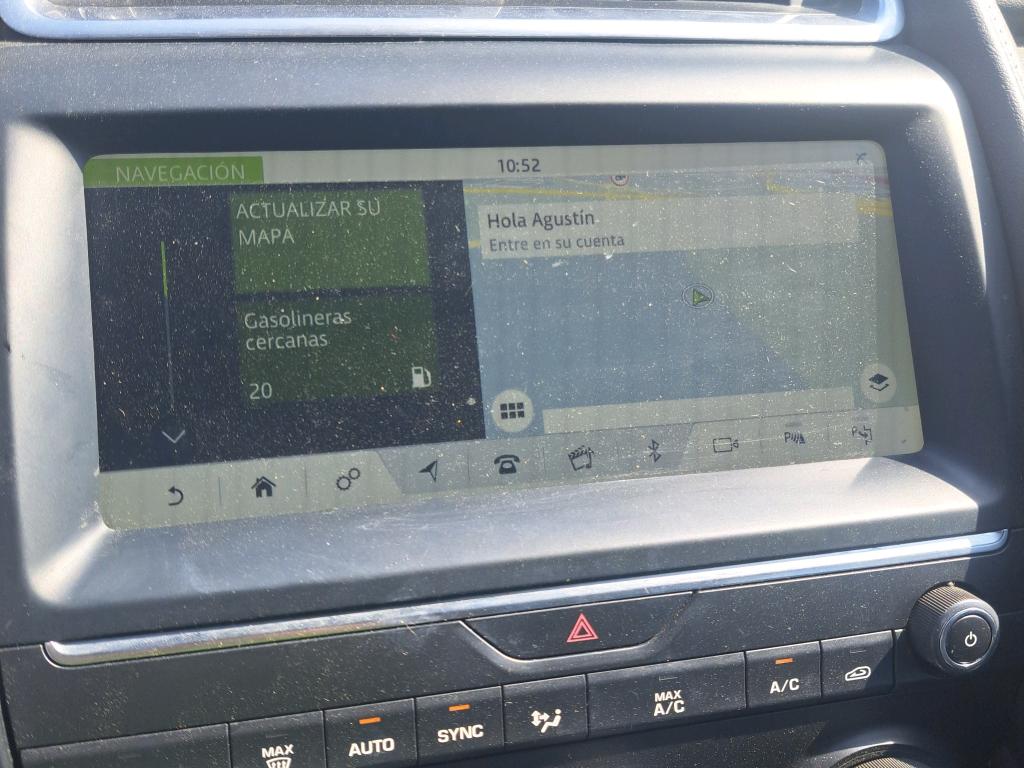 NAVEGACIÓN
10:52
ACTUALIZAR SU
MAPA
Hola Agustín
Entre en su cuenta
Gasolineras
cercanas
20
MAX
AUTO
SYNC
MAX
A/C
A/C